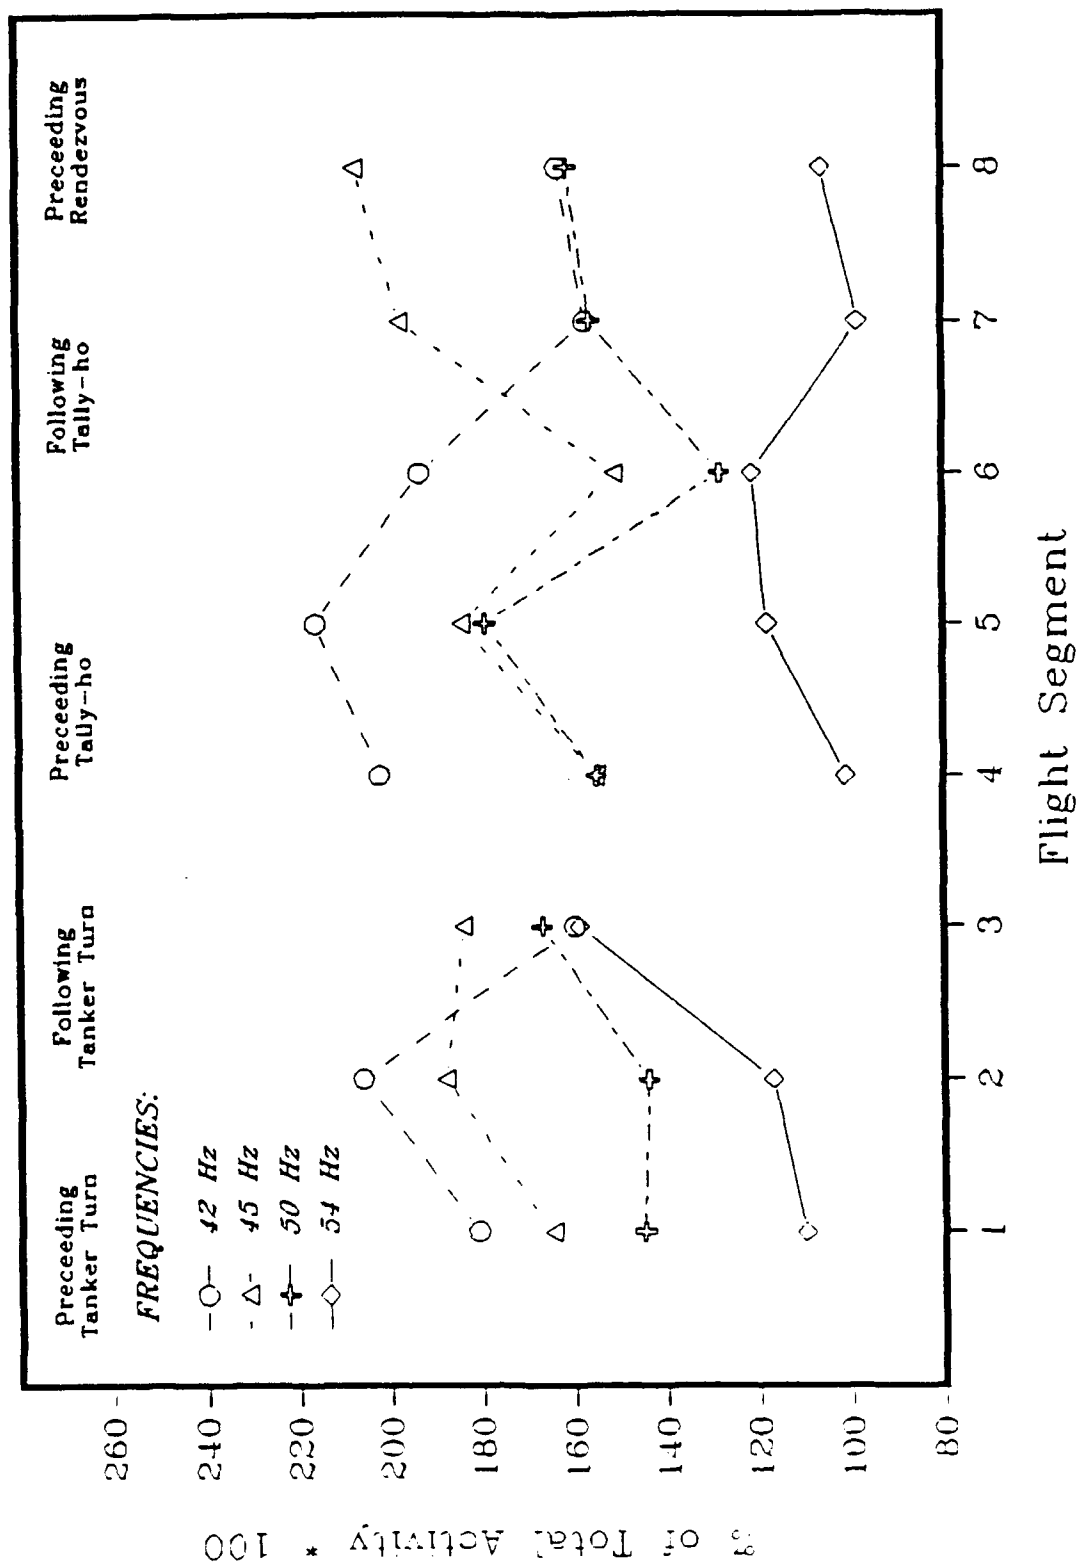 Preceeding
Tanker Turn
Following
Tanker Turn
Preceeding
Tally-ho
Following
Tally-ho
Preceeding
Rendezvous
FREQUENCIES:
42 Hz
45 Hz
50 Hz
54 Hz
260
240
220
200
180
160
140
120
100
80
% of Total Activity * 100
1 2 3 4 5 6 7 8
Flight Segment